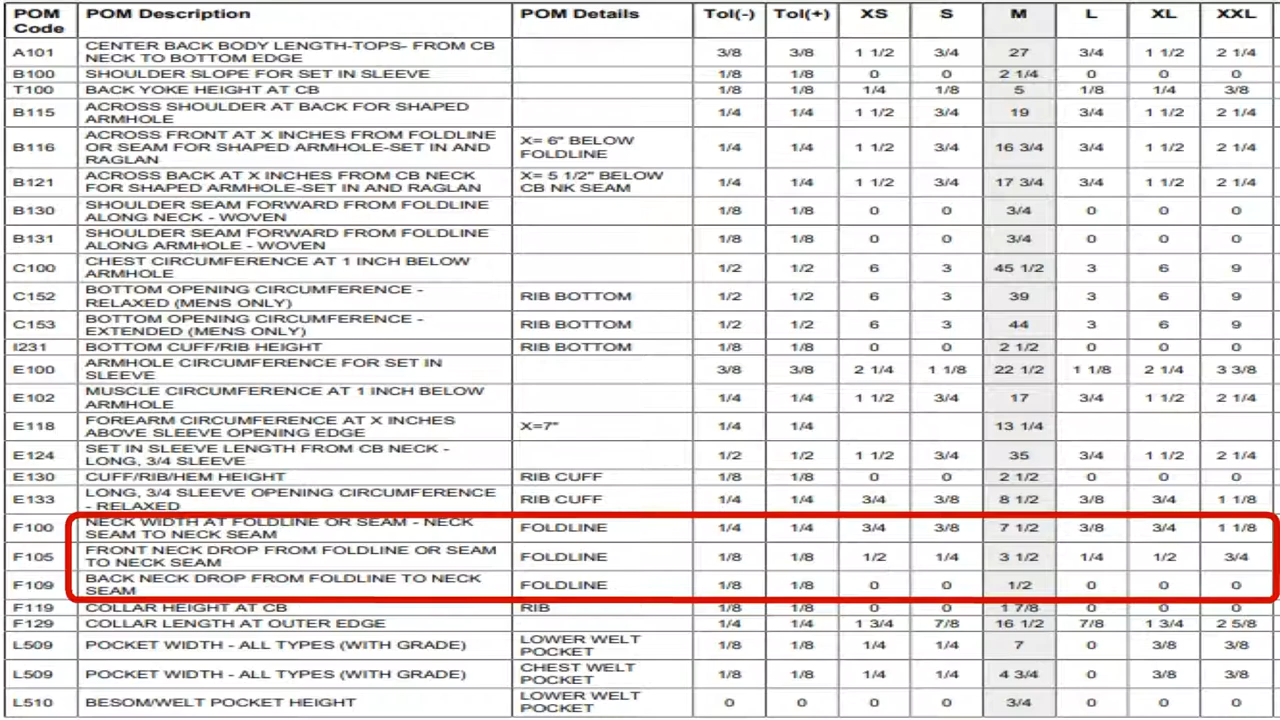 POM Code POM Description POM Details Tol(-) Tol(+) XS S M L XL XXL
A101 CENTER BACK BODY LENGTH-TOPS- FROM CB NECK TO BOTTOM EDGE 3/8 3/8 1 1/2 3/4 27 3/4 1 1/2 2 1/4
B100 SHOULDER SLOPE FOR SET IN SLEEVE 1/8 1/8 0 0 2 1/4 0 0 0
T100 BACK YOKE HEIGHT AT CB 1/8 1/8 1/4 1/8 5 1/8 1/4 3/8
B115 ACROSS SHOULDER AT BACK FOR SHAPED ARMHOLE 1/4 1/4 1 1/2 3/4 19 3/4 1 1/2 2 1/4
B116 ACROSS FRONT AT X INCHES FROM FOLDLINE OR SEAM FOR SHAPED ARMHOLE-SET IN AND RAGLAN X= 6" BELOW FOLDLINE 1/4 1/4 1 1/2 3/4 16 3/4 3/4 1 1/2 2 1/4
B121 ACROSS BACK AT X INCHES FROM CB NECK FOR SHAPED ARMHOLE-SET IN AND RAGLAN X= 5 1/2" BELOW CB NK SEAM 1/4 1/4 1 1/2 3/4 17 3/4 3/4 1 1/2 2 1/4
B130 SHOULDER SEAM FORWARD FROM FOLDLINE ALONG NECK - WOVEN 1/8 1/8 0 0 3/4 0 0 0
B131 SHOULDER SEAM FORWARD FROM FOLDLINE ALONG ARMHOLE - WOVEN 1/8 1/8 0 0 3/4 0 0 0
C100 CHEST CIRCUMFERENCE AT 1 INCH BELOW ARMHOLE 1/2 1/2 6 3 45 1/2 3 6 9
C152 BOTTOM OPENING CIRCUMFERENCE - RELAXED (MENS ONLY) RIB BOTTOM 1/2 1/2 6 3 39 3 6 9
C153 BOTTOM OPENING CIRCUMFERENCE - EXTENDED (MENS ONLY) RIB BOTTOM 1/2 1/2 6 3 44 3 6 9
I231 BOTTOM CUFF/RIB HEIGHT RIB BOTTOM 1/8 1/8 0 0 2 1/2 0 0 0
E100 ARMHOLE CIRCUMFERENCE FOR SET IN SLEEVE 3/8 3/8 2 1/4 1 1/8 22 1/2 1 1/8 2 1/4 3 3/8
E102 MUSCLE CIRCUMFERENCE AT 1 INCH BELOW ARMHOLE 1/4 1/4 1 1/2 3/4 17 3/4 1 1/2 2 1/4
E118 FOREARM CIRCUMFERENCE AT X INCHES ABOVE SLEEVE OPENING EDGE X=7" 1/4 1/4 13 1/4
E124 SET IN SLEEVE LENGTH FROM CB NECK - LONG, 3/4 SLEEVE 1/2 1/2 1 1/2 3/4 35 3/4 1 1/2 2 1/4
E130 CUFF/RIB/HEM HEIGHT RIB CUFF 1/8 1/8 0 0 2 1/2 0 0 0
E133 LONG, 3/4 SLEEVE OPENING CIRCUMFERENCE - RELAXED RIB CUFF 1/4 1/4 3/4 3/8 8 1/2 3/8 3/4 1 1/8
F100 NECK WIDTH AT FOLDLINE OR SEAM - NECK SEAM TO NECK SEAM FOLDLINE 1/4 1/4 3/4 3/8 7 1/2 3/8 3/4 1 1/8
F105 FRONT NECK DROP FROM FOLDLINE OR SEAM TO NECK SEAM FOLDLINE 1/8 1/8 1/2 1/4 3 1/2 1/4 1/2 3/4
F109 BACK NECK DROP FROM FOLDLINE TO NECK SEAM FOLDLINE 1/8 1/8 0 0 1/2 0 0 0
F119 COLLAR HEIGHT AT CB RIB 1/8 1/8 0 0 1 7/8 0 0 0
F129 COLLAR LENGTH AT OUTER EDGE 1/4 1/4 1 3/4 7/8 16 1/2 7/8 1 3/4 2 5/8
L509 POCKET WIDTH - ALL TYPES (WITH GRADE) LOWER WELT POCKET 1/8 1/8 1/4 1/4 7 0 3/8 3/8
L509 POCKET WIDTH - ALL TYPES (WITH GRADE) CHEST WELT POCKET 1/8 1/8 1/4 1/4 4 3/4 0 3/8 3/8
L510 BESOM/WELT POCKET HEIGHT LOWER WELT POCKET 0 0 0 0 3/4 0 0 0